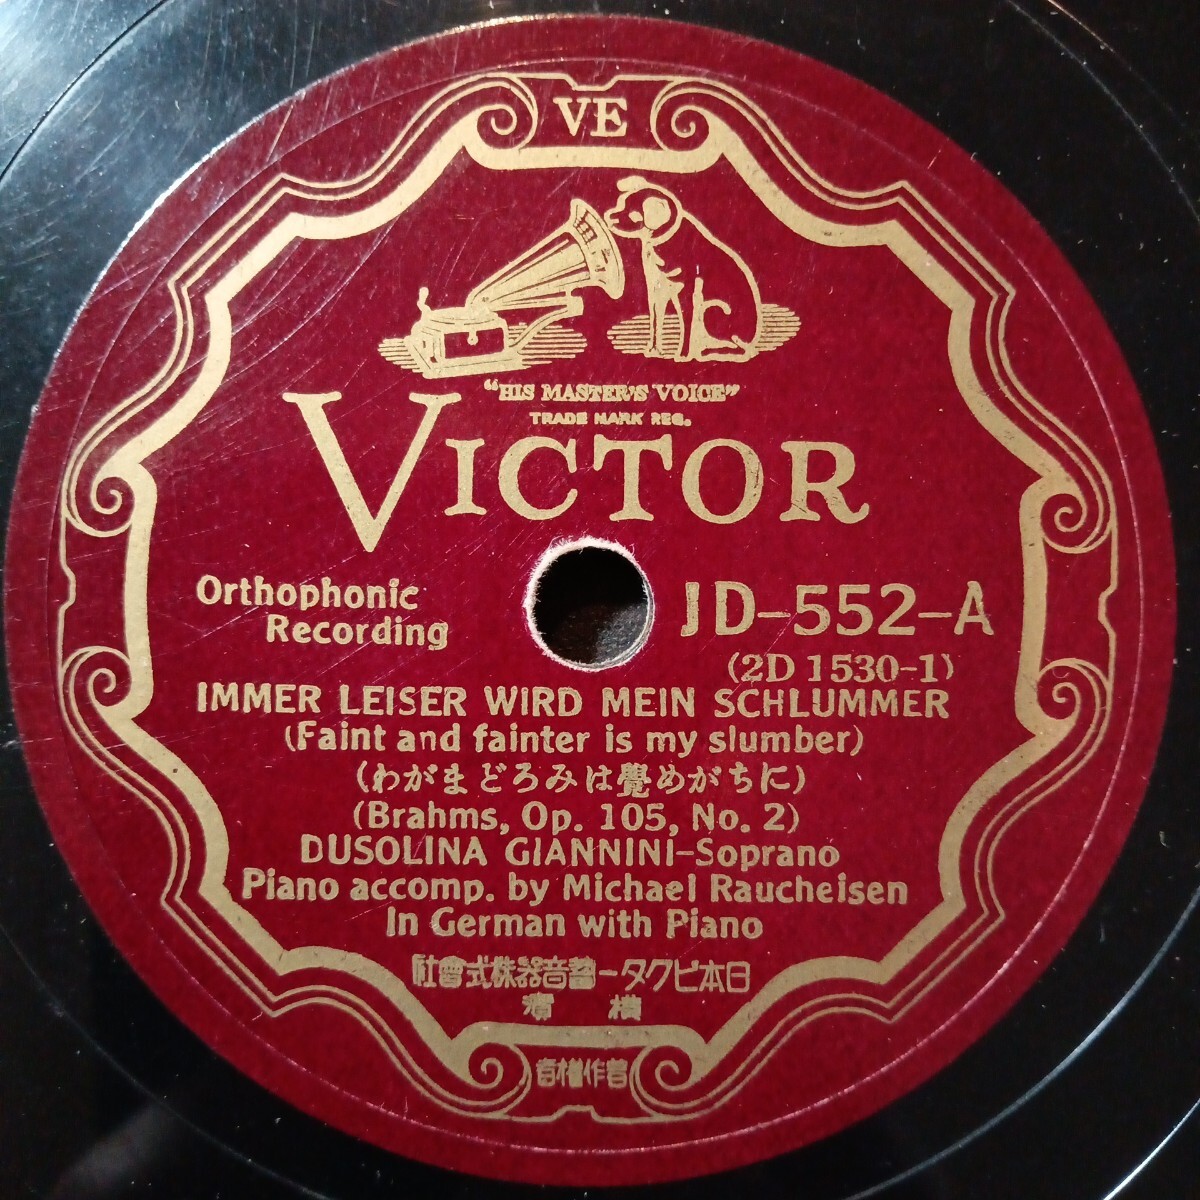 VE
"HIS MASTER'S VOICE"
TRADE MARK REG.
VICTOR
Orthophonic
Recording
JD-552-A
(2D 1530-1)
IMMER LEISER WIRD MEIN SCHLUMMER
(Faint and fainter is my slumber)
(わがまどろみは覺めがちに)
(Brahms, Op. 105, No. 2)
DUSOLINA GIANNINI-Soprano
Piano accomp. by Michael Raucheisen
In German with Piano
社會式株器音蓄ータクビ本日
濱横
有權作著